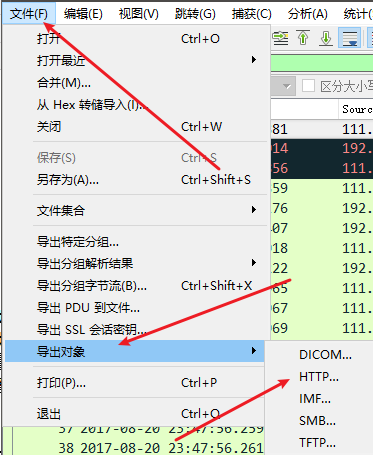 文件(F) 编辑(E) 视图(V) 跳转(G) 捕获(C) 分析(A) 统计(
打开 Ctrl+O
打开最近
合并(M)...
从 Hex 转储导入(I)...
关闭 Ctrl+W
保存(S) Ctrl+S
另存为(A)... Ctrl+Shift+S
文件集合
导出特定分组...
导出分组解析结果
导出分组字节流(B)... Ctrl+Shift+X
导出 PDU 到文件...
导出 SSL 会话密钥...
导出对象
打印(P)... Ctrl+P
退出 Ctrl+Q
DICOM...
HTTP...
IMF...
SMB...
TFTP...
区分大小写
Sourc
81 111.
14 192.
56 111.
59 111.
76 192.
07 192.
18 111.
22 192.
65 111.
067 111.
069 111.
37 2017-08-20 23:47:56.259
38 2017-08-20 23:47:56.261